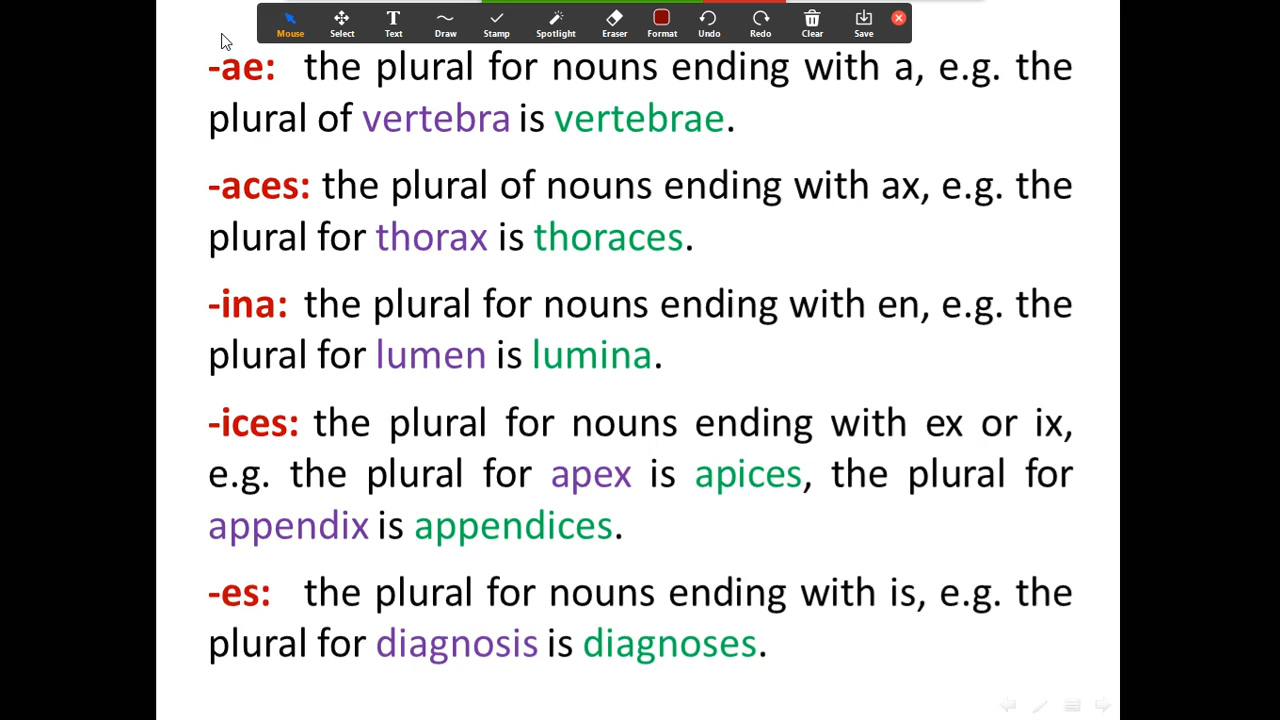 Mouse Select Text Draw Stamp Spotlight Eraser Format Undo Redo Clear Save
-ae: the plural for nouns ending with a, e.g. the
plural of vertebra is vertebrae.
-aces: the plural of nouns ending with ax, e.g. the
plural for thorax is thoraces.
-ina: the plural for nouns ending with en, e.g. the
plural for lumen is lumina.
-ices: the plural for nouns ending with ex or ix,
e.g. the plural for apex is apices, the plural for
appendix is appendices.
-es: the plural for nouns ending with is, e.g. the
plural for diagnosis is diagnoses.